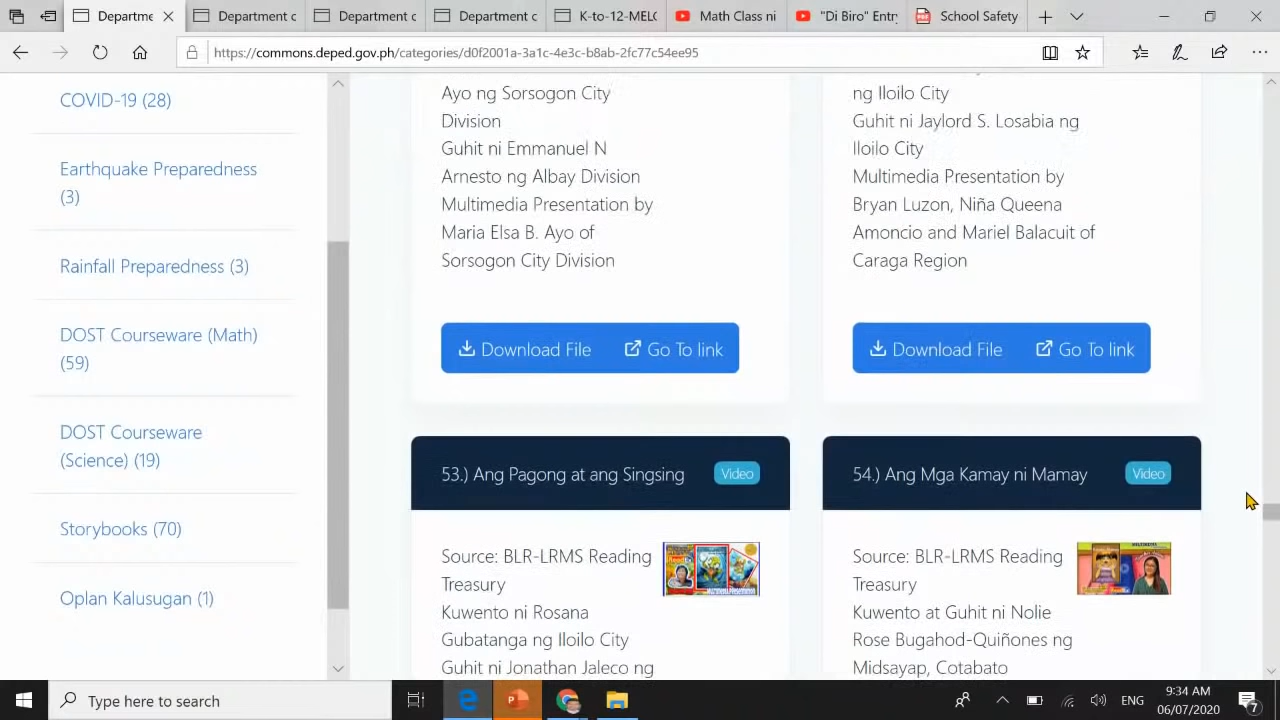 Departme
Department c
Department c
Department c
K-to-12-MELC
Math Class ni
"Di Biro" Entr
School Safety
https://commons.deped.gov.ph/categories/d0f2001a-3a1c-4e3c-b8ab-2fc77c54ee95
COVID-19 (28)
Earthquake Preparedness
(3)
Rainfall Preparedness (3)
DOST Courseware (Math)
(59)
DOST Courseware
(Science) (19)
Storybooks (70)
Oplan Kalusugan (1)
Ayo ng Sorsogon City
Division
Guhit ni Emmanuel N
Arnesto ng Albay Division
Multimedia Presentation by
Maria Elsa B. Ayo of
Sorsogon City Division
Download File Go To link
ng Iloilo City
Guhit ni Jaylord S. Losabia ng
Iloilo City
Multimedia Presentation by
Bryan Luzon, Niña Queena
Amoncio and Mariel Balacuit of
Caraga Region
Download File Go To link
53.) Ang Pagong at ang Singsing Video
Source: BLR-LRMS Reading
Treasury
Kuwento ni Rosana
Gubatanga ng Iloilo City
Guhit ni Jonathan Jaleco ng
54.) Ang Mga Kamay ni Mamay Video
Source: BLR-LRMS Reading
Treasury
Kuwento at Guhit ni Nolie
Rose Bugahod-Quiñones ng
Midsayap, Cotabato
Type here to search
ENG
9:34 AM
06/07/2020
7